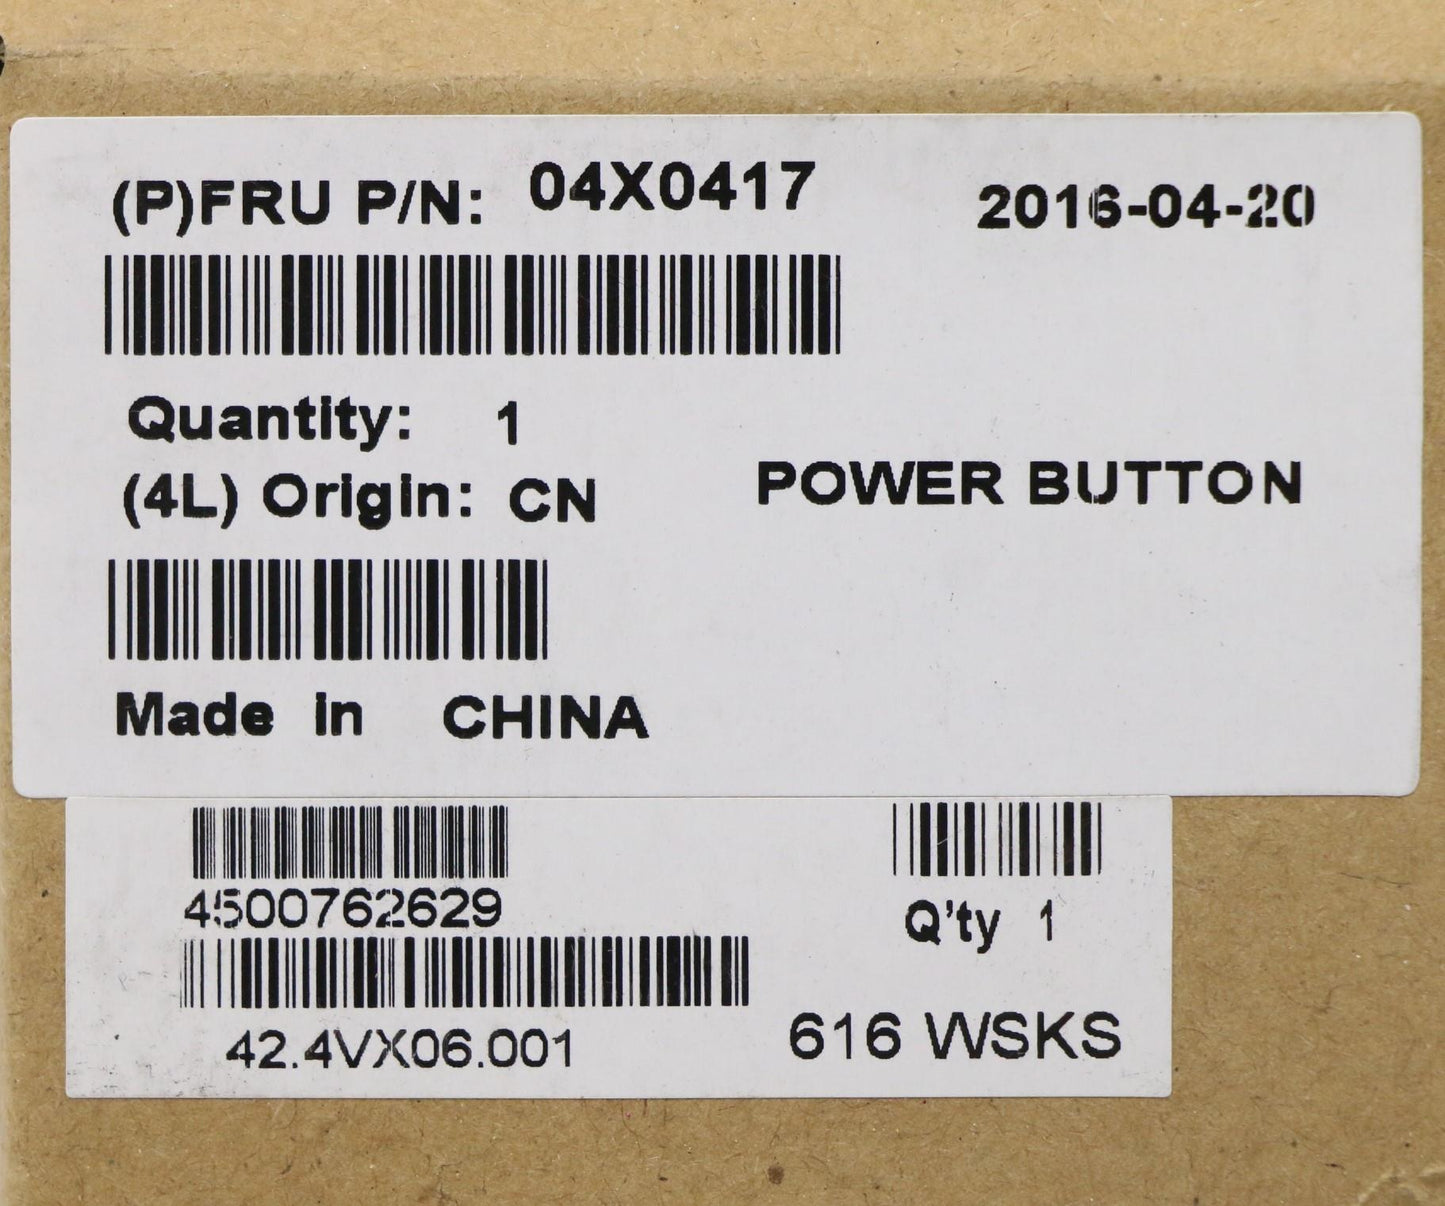 (P)FRU P/N: 04X0417 2016-04-20
Quantity: 1
(4L) Origin: CN
POWER BUTTON
Made in CHINA
4500762629
Q'ty 1
42.4VX06.001
616 WSKS